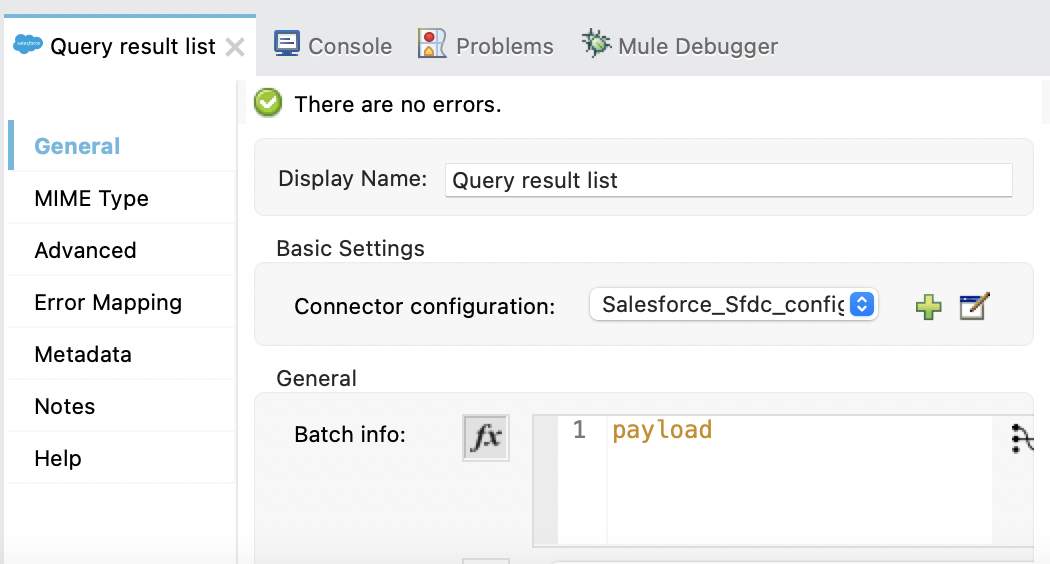 salesforce Query result list Console Problems Mule Debugger
There are no errors.
General
MIME Type
Advanced
Error Mapping
Metadata
Notes
Help
Display Name: Query result list
Basic Settings
Connector configuration: Salesforce_Sfdc_config
General
Batch info: fx 1 payload